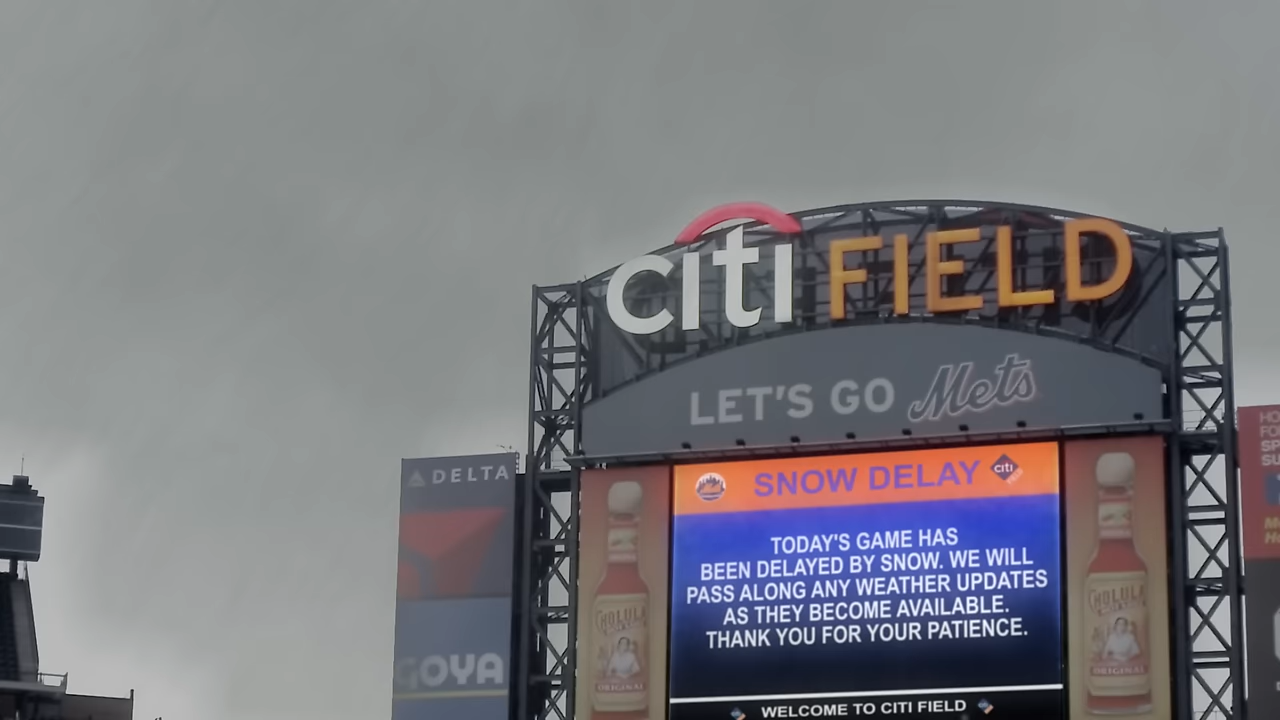 citi FIELD
LET'S GO Mets
DELTA
GOYA
SNOW DELAY
citi
TODAY'S GAME HAS
BEEN DELAYED BY SNOW. WE WILL
PASS ALONG ANY WEATHER UPDATES
AS THEY BECOME AVAILABLE.
THANK YOU FOR YOUR PATIENCE.
WELCOME TO CITI FIELD
CHOLULA
ORIGINAL
CHOLULA
ORIGINAL